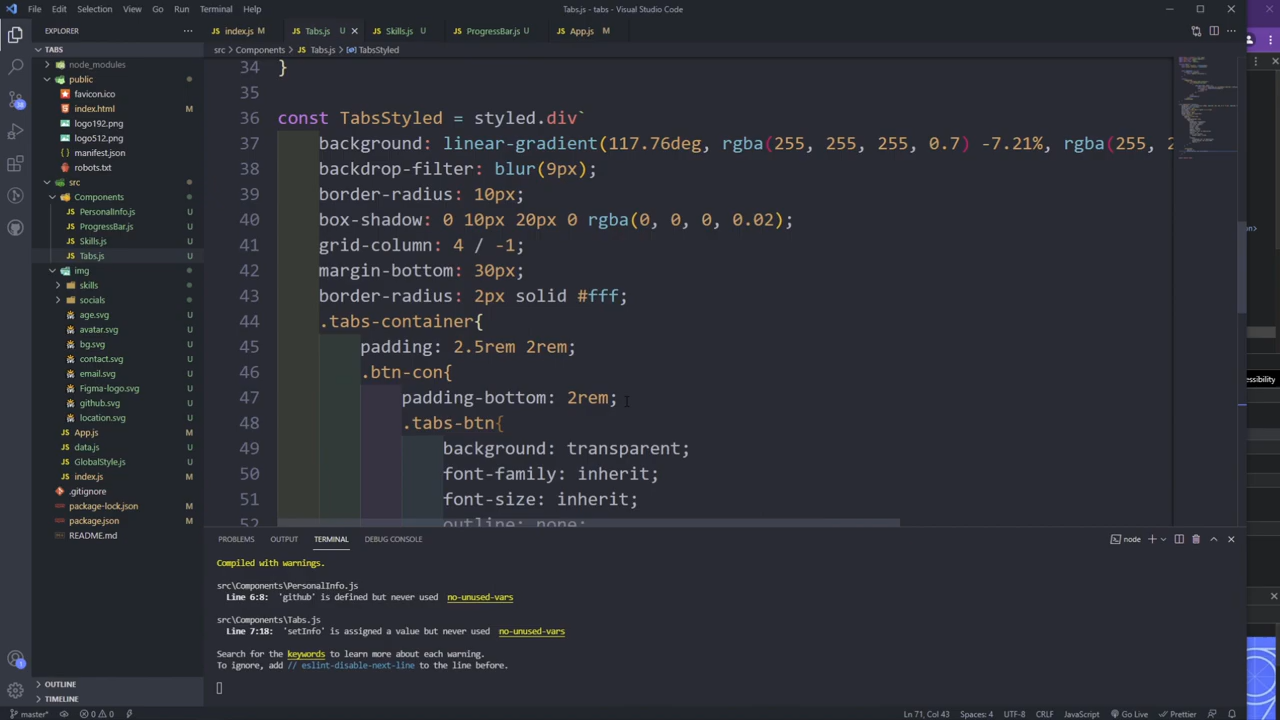 File Edit Selection View Go Run Terminal Help
Tabs.js - tabs - Visual Studio Code
EXPLORER
index.js M
Tabs.js U
Skills.js U
ProgressBar.js U
App.js M
TABS
src > Components > Tabs.js > TabsStyled
node_modules
public
favicon.ico
index.html M
logo192.png
logo512.png
manifest.json
robots.txt
src
Components
PersonalInfo.js U
ProgressBar.js U
Skills.js U
Tabs.js U
img
skills
socials
age.svg U
avatar.svg U
bg.svg U
contact.svg U
email.svg U
Figma-logo.svg U
github.svg U
location.svg U
App.js M
data.js U
GlobalStyle.js U
index.js M
.gitignore
package-lock.json M
package.json M
README.md
OUTLINE
TIMELINE
34 }
35
36 const TabsStyled = styled.div`
37 background: linear-gradient(117.76deg, rgba(255, 255, 255, 0.7) -7.21%, rgba(255, 2
38 backdrop-filter: blur(9px);
39 border-radius: 10px;
40 box-shadow: 0 10px 20px 0 rgba(0, 0, 0, 0.02);
41 grid-column: 4 / -1;
42 margin-bottom: 30px;
43 border-radius: 2px solid #fff;
44 .tabs-container{
45 padding: 2.5rem 2rem;
46 .btn-con{
47 padding-bottom: 2rem;
48 .tabs-btn{
49 background: transparent;
50 font-family: inherit;
51 font-size: inherit;
52 outline: none;
PROBLEMS OUTPUT TERMINAL DEBUG CONSOLE
node
Compiled with warnings.
src\Components\PersonalInfo.js
Line 6:8: 'github' is defined but never used no-unused-vars
src\Components\Tabs.js
Line 7:18: 'setInfo' is assigned a value but never used no-unused-vars
Search for the keywords to learn more about each warning.
To ignore, add // eslint-disable-next-line to the line before.
master* 0 0
Ln 71, Col 43 Spaces: 4 UTF-8 CRLF JavaScript Go Live Prettier